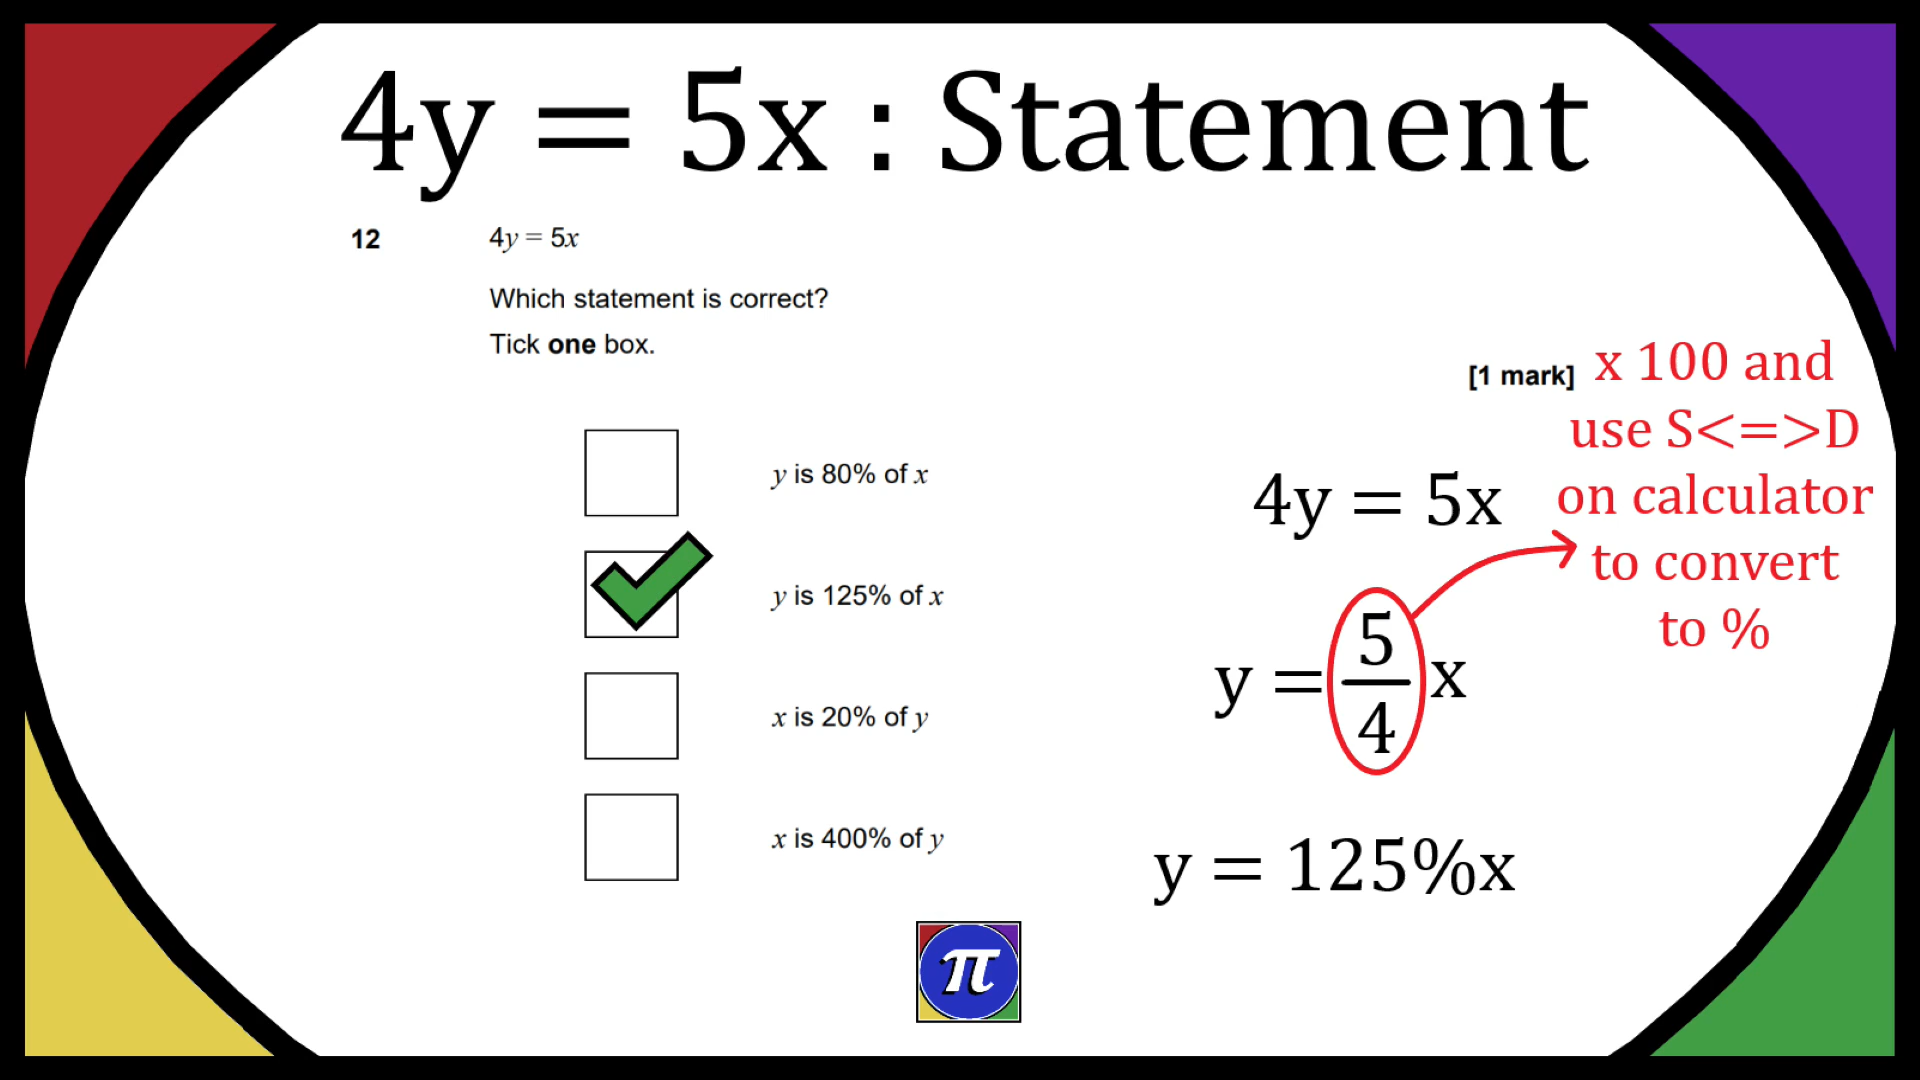 4y = 5x : Statement
12 4y = 5x
Which statement is correct?
Tick one box.
[1 mark]
y is 80% of x
y is 125% of x
x is 20% of y
x is 400% of y
4y = 5x
y = 5/4 x
y = 125%x
x 100 and
use S<=>D
on calculator
to convert
to %
π